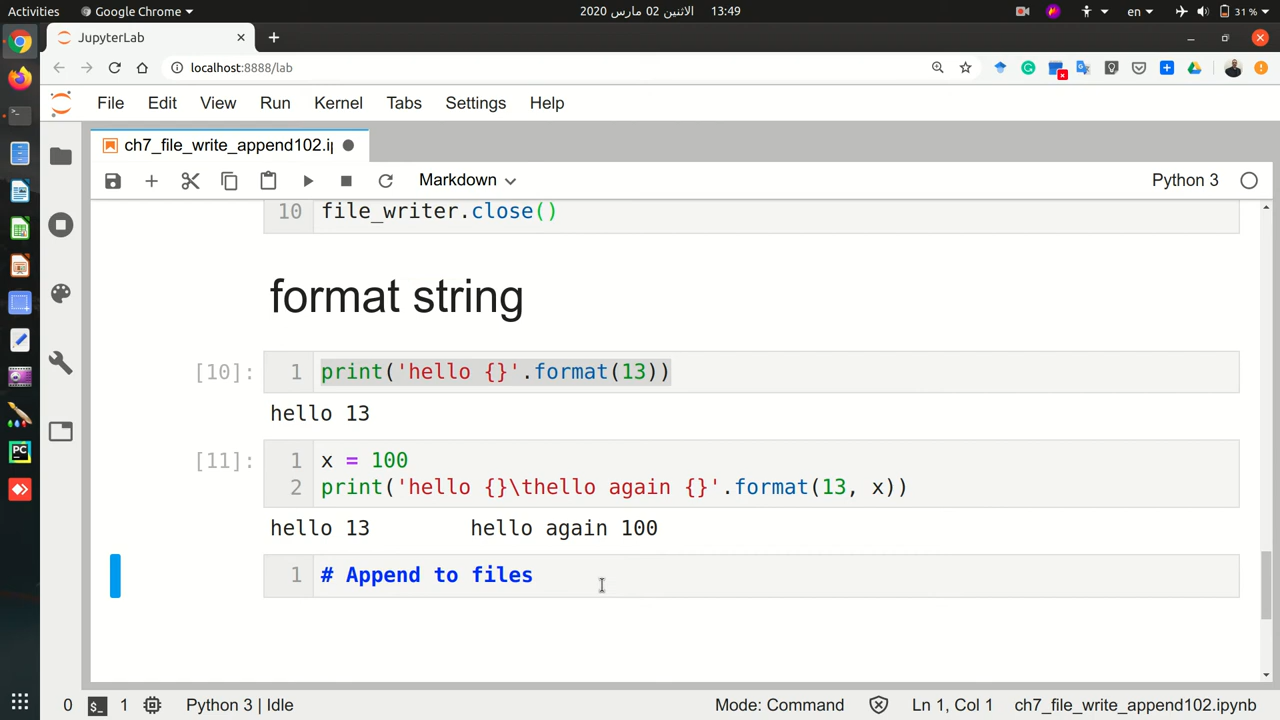 Activities
Google Chrome
الاثنين 02 مارس 2020
13:49
en
31 %
JupyterLab
localhost:8888/lab
File Edit View Run Kernel Tabs Settings Help
ch7_file_write_append102.i
Markdown
Python 3
10 file_writer.close()
format string
[10]: 1 print('hello {}'.format(13))
hello 13
[11]: 1 x = 100
2 print('hello {}\thello again {}'.format(13, x))
hello 13 hello again 100
1 # Append to files
0 $_ 1 Python 3 | Idle Mode: Command Ln 1, Col 1 ch7_file_write_append102.ipynb
PC